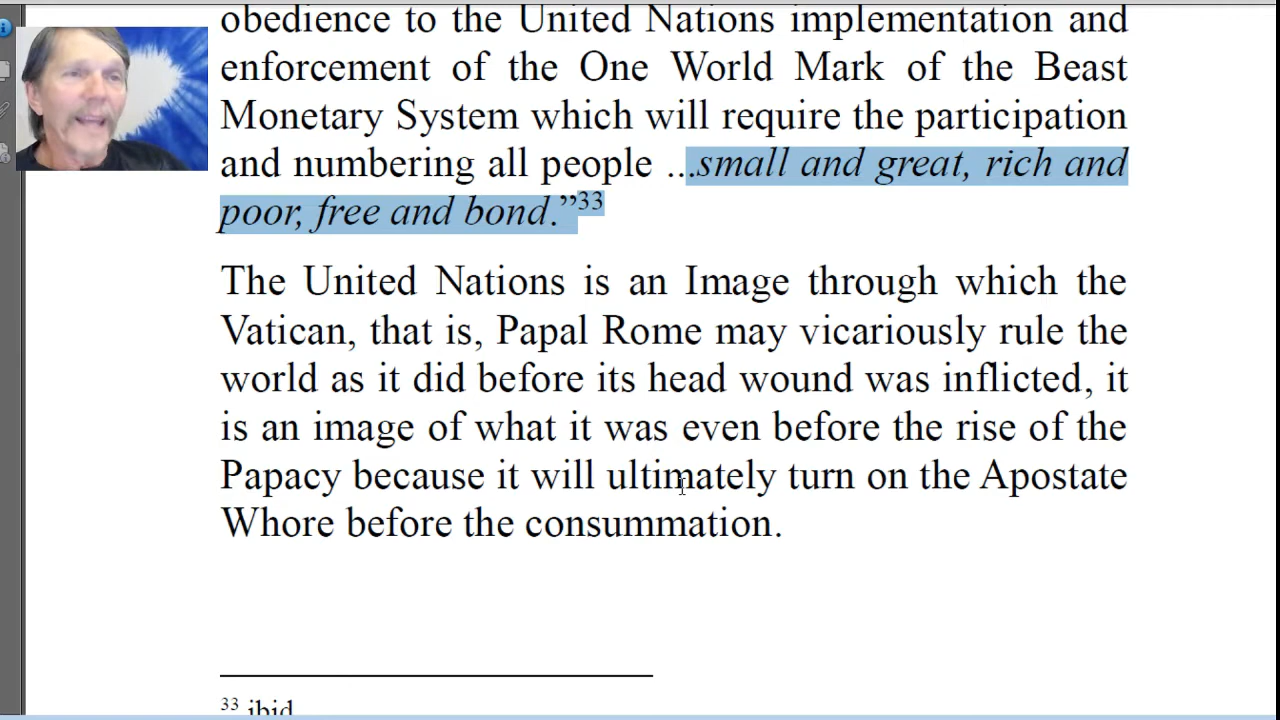 obedience to the United Nations implementation and
enforcement of the One World Mark of the Beast
Monetary System which will require the participation
and numbering all people ...small and great, rich and
poor, free and bond.”33
The United Nations is an Image through which the
Vatican, that is, Papal Rome may vicariously rule the
world as it did before its head wound was inflicted, it
is an image of what it was even before the rise of the
Papacy because it will ultimately turn on the Apostate
Whore before the consummation.
33 ibid